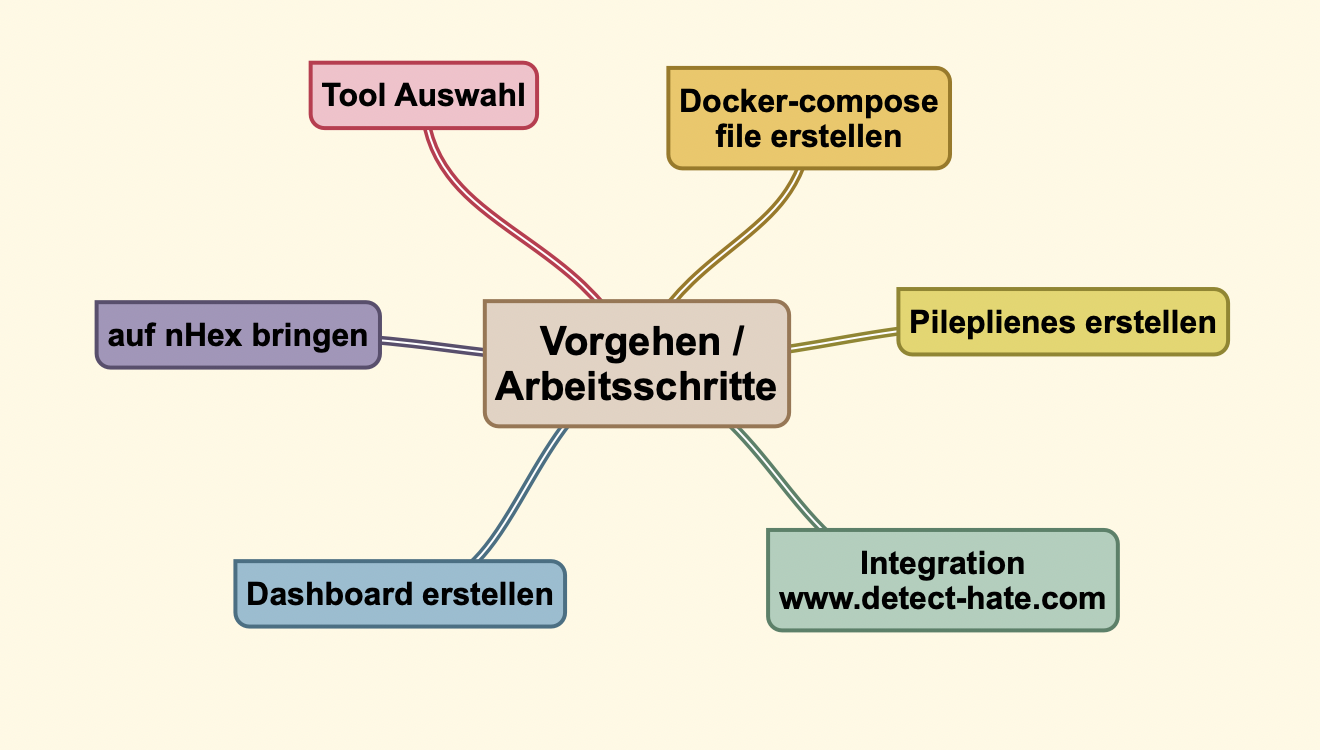 Tool Auswahl
Docker-compose
file erstellen
auf nHex bringen
Vorgehen /
Arbeitsschritte
Pileplienes erstellen
Dashboard erstellen
Integration
www.detect-hate.com